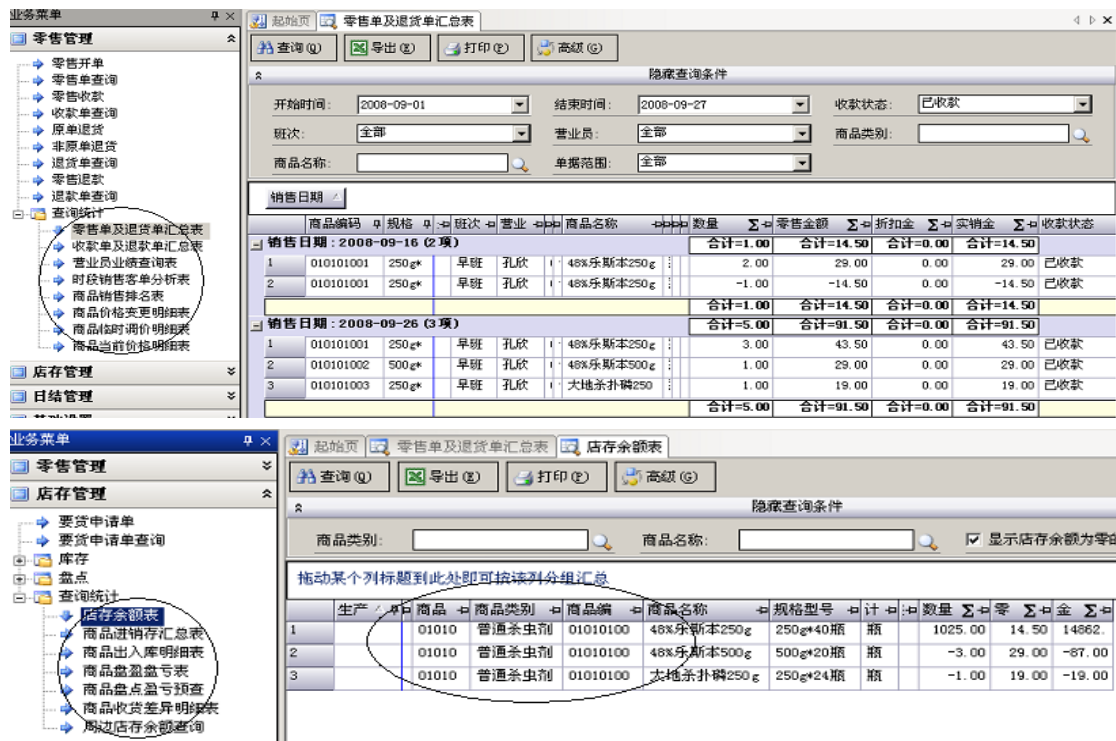 业务菜单
零售管理
零售开单
零售单查询
零售收款
收款单查询
原单退货
非原单退货
退货单查询
零售退款
退款单查询
查询统计
零售单及退货单汇总表
收款单及退款单汇总表
营业员业绩查询表
时段销售客单分析表
商品销售排名表
商品价格变更明细表
商品临时调价明细表
商品当前价格明细表
店存管理
日结管理
起始页 零售单及退货单汇总表
查询(Q) 导出(E) 打印(P) 高级(G)
隐藏查询条件
开始时间: 2008-09-01 结束时间: 2008-09-27 收款状态: 已收款
班次: 全部 营业员: 全部 商品类别:
商品名称: 单据范围: 全部
销售日期
商品编码 规格 班次 营业 商品名称 数量 Σ 零售金额 Σ 折扣金 Σ 实销金 Σ 收款状态
销售日期:2008-09-16 (2项) 合计=1.00 合计=14.50 合计=0.00 合计=14.50
1 010101001 250g* 早班 孔欣 48%乐斯本250g 2.00 29.00 0.00 29.00 已收款
2 010101001 250g* 早班 孔欣 48%乐斯本250g -1.00 -14.50 0.00 -14.50 已收款
合计=1.00 合计=14.50 合计=0.00 合计=14.50
销售日期:2008-09-26 (3项) 合计=5.00 合计=91.50 合计=0.00 合计=91.50
1 010101001 250g* 早班 孔欣 48%乐斯本250g 3.00 43.50 0.00 43.50 已收款
2 010101002 500g* 早班 孔欣 48%乐斯本500g 1.00 29.00 0.00 29.00 已收款
3 010101003 250g* 早班 孔欣 大地杀扑磷250 1.00 19.00 0.00 19.00 已收款
合计=5.00 合计=91.50 合计=0.00 合计=91.50
业务菜单
零售管理
店存管理
要货申请单
要货申请单查询
库存
盘点
查询统计
店存余额表
商品进销存汇总表
商品出入库明细表
商品盘盈盘亏表
商品盘点盈亏预查
商品收货差异明细表
周边店存余额查询
起始页 零售单及退货单汇总表 店存余额表
查询(Q) 导出(E) 打印(P) 高级(G)
隐藏查询条件
商品类别: 商品名称: 显示店存余额为零的
拖动某个列标题到此处即可按该列分组汇总
生产 商品 商品类别 商品编 商品名称 规格型号 计 数量 Σ 零 Σ 金 Σ
1 01010 普通杀虫剂 01010100 48%乐斯本250g 250g*40瓶 瓶 1025.00 14.50 14862.
2 01010 普通杀虫剂 01010100 48%乐斯本500g 500g*20瓶 瓶 -3.00 29.00 -87.00
3 01010 普通杀虫剂 01010100 大地杀扑磷250g 250g*24瓶 瓶 -1.00 19.00 -19.00